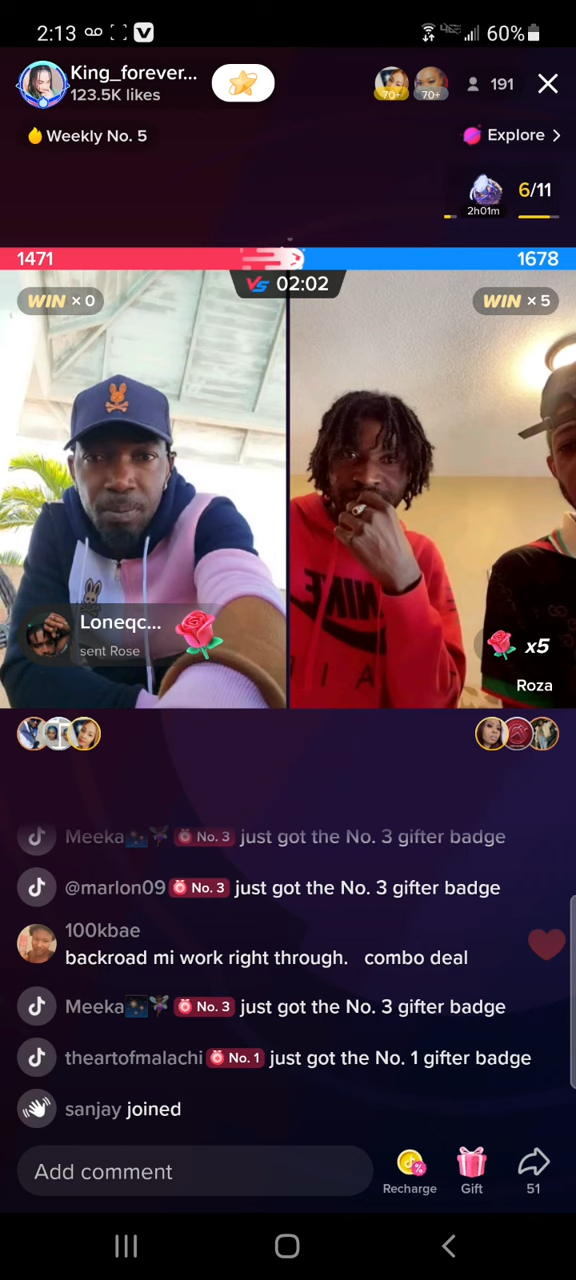 2:13
60%
King_forever...
123.5K likes
70+
70+
191
Weekly No. 5
Explore
6/11
2h01m
1471
1678
VS 02:02
WIN x 0
WIN x 5
NIKE
Loneqc...
sent Rose
x5
Roza
Meeka No. 3 just got the No. 3 gifter badge
@marlon09 No. 3 just got the No. 3 gifter badge
100kbae
backroad mi work right through. combo deal
Meeka No. 3 just got the No. 3 gifter badge
theartofmalachi No. 1 just got the No. 1 gifter badge
sanjay joined
Add comment
Recharge
Gift
51